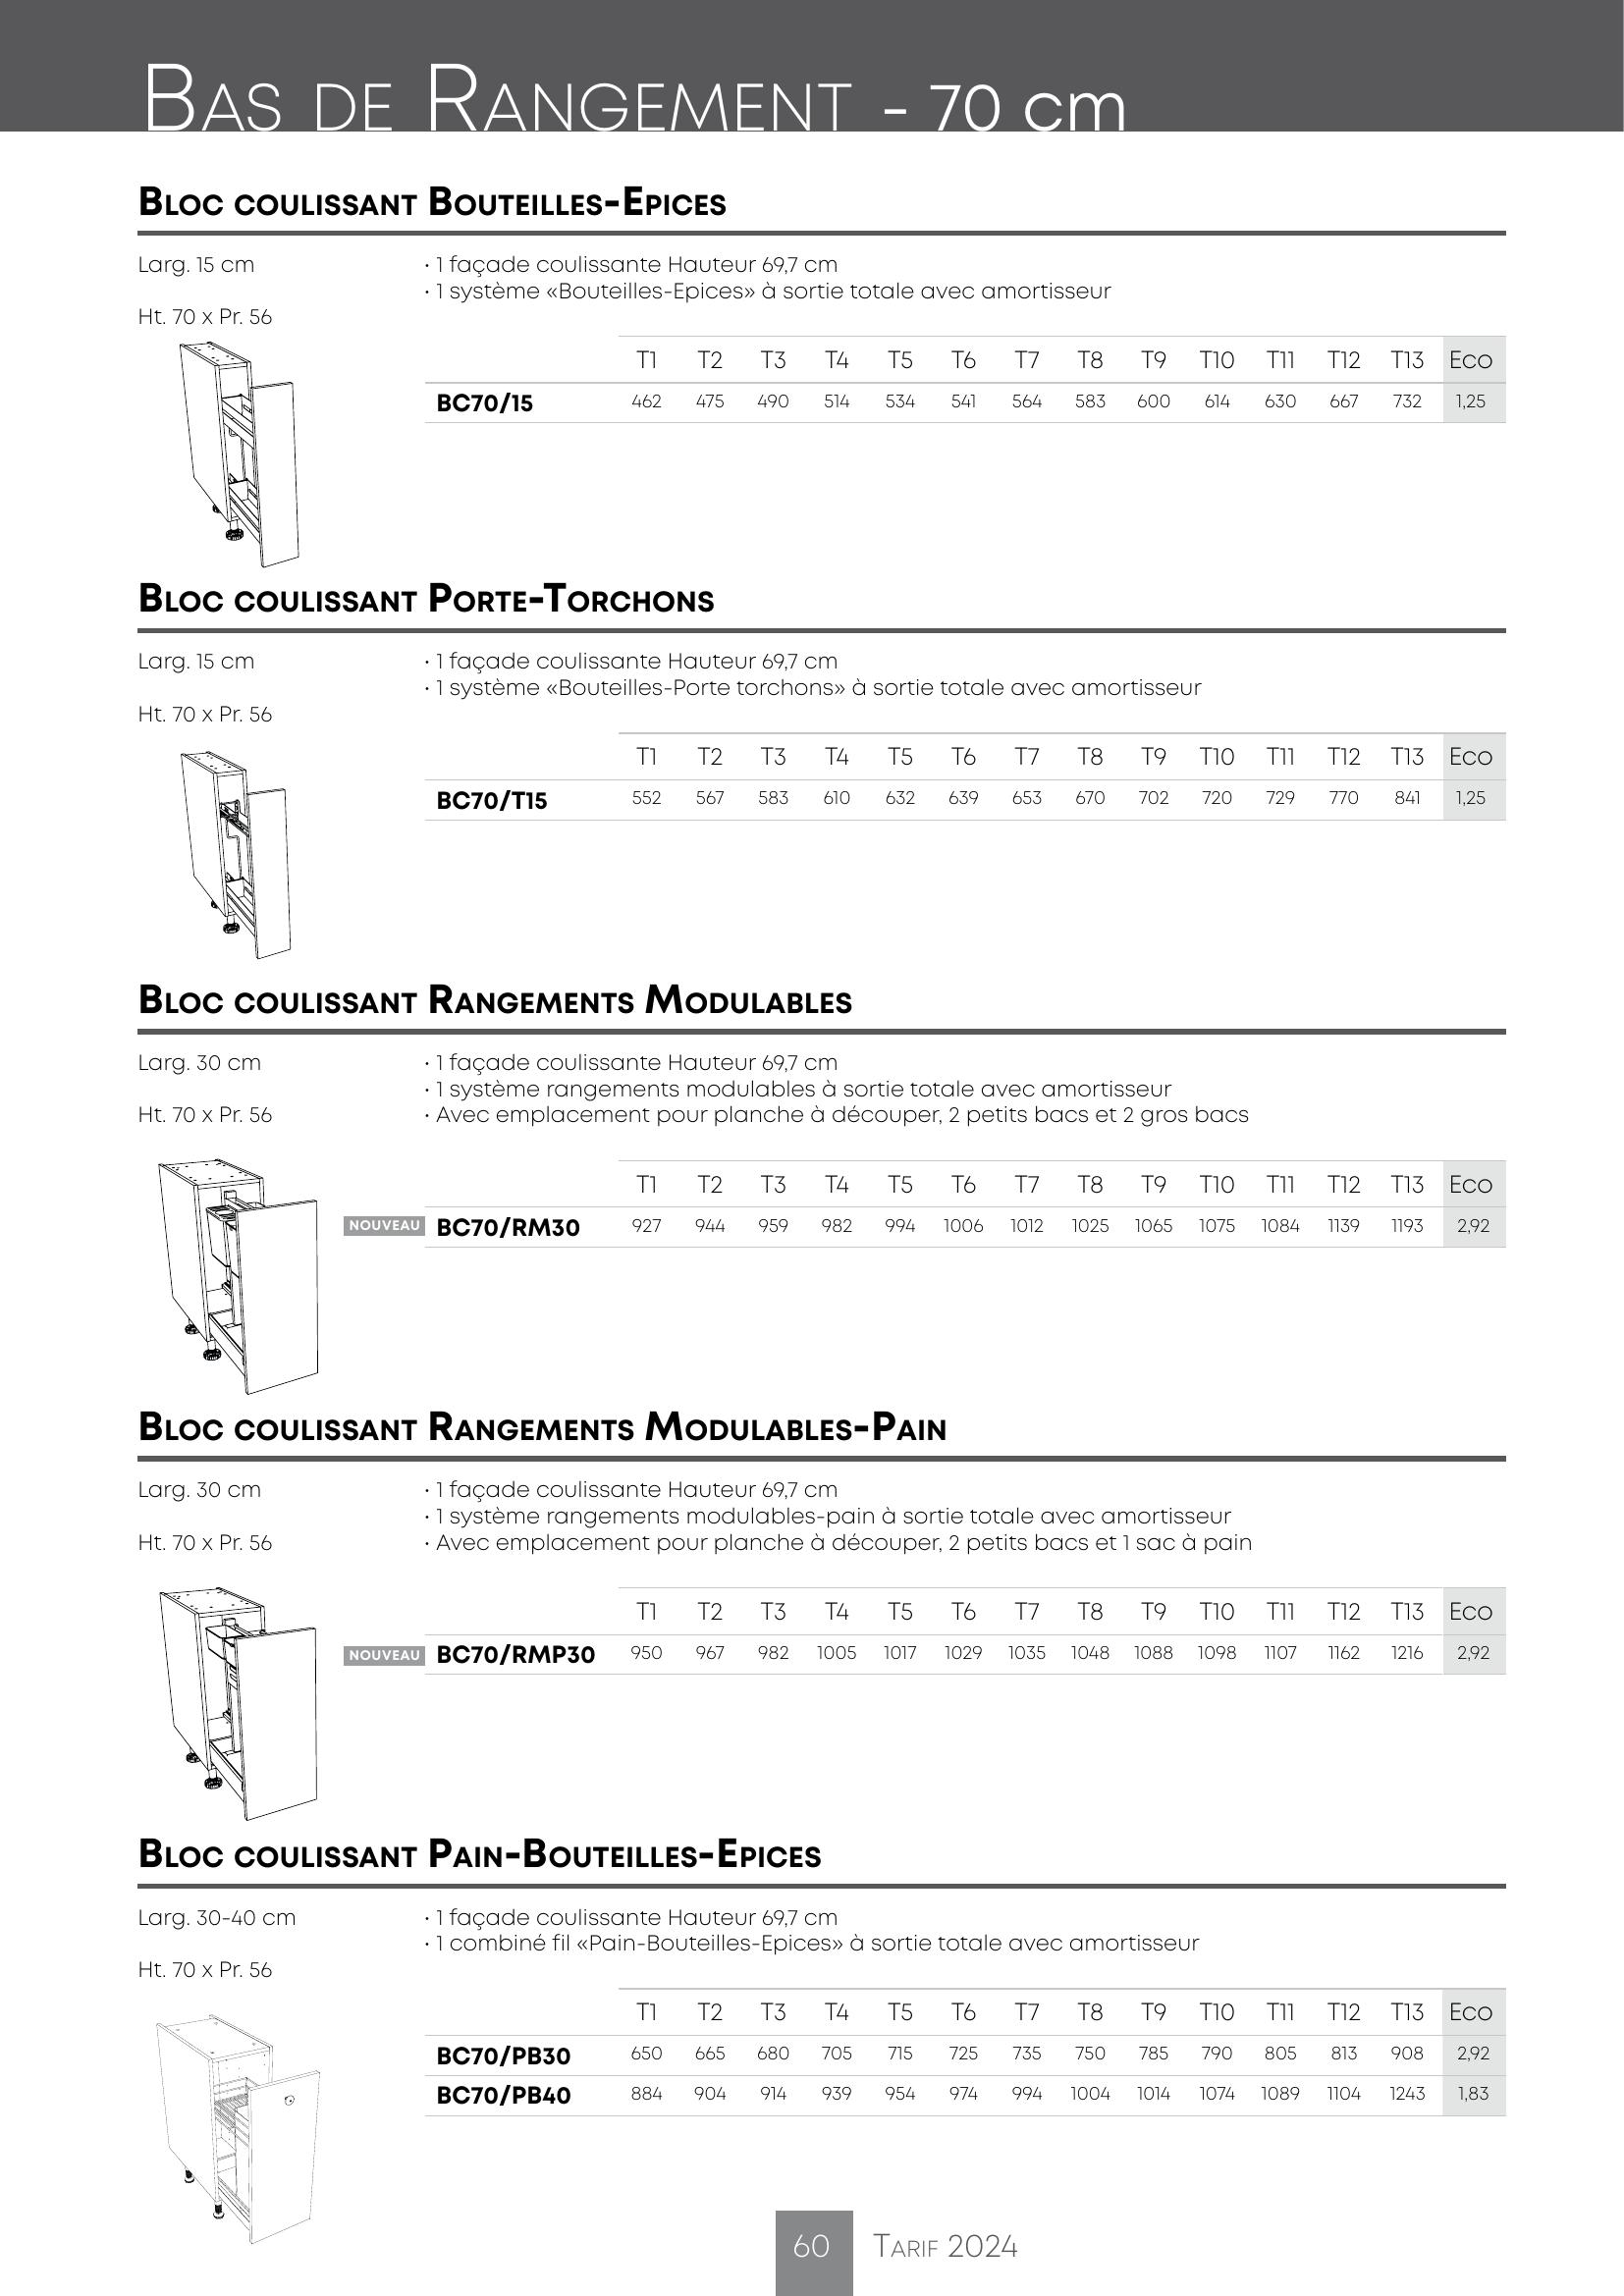 Bas de Rangement - 70 cm
Bloc coulissant Bouteilles-Epices
Larg. 15 cm
Ht. 70 x Pr. 56
· 1 façade coulissante Hauteur 69,7 cm
· 1 système «Bouteilles-Epices» à sortie totale avec amortisseur
T1 T2 T3 T4 T5 T6 T7 T8 T9 T10 T11 T12 T13 Eco
BC70/15 462 475 490 514 534 541 564 583 600 614 630 667 732 1,25
Bloc coulissant Porte-Torchons
Larg. 15 cm
Ht. 70 x Pr. 56
· 1 façade coulissante Hauteur 69,7 cm
· 1 système «Bouteilles-Porte torchons» à sortie totale avec amortisseur
T1 T2 T3 T4 T5 T6 T7 T8 T9 T10 T11 T12 T13 Eco
BC70/T15 552 567 583 610 632 639 653 670 702 720 729 770 841 1,25
Bloc coulissant Rangements Modulables
Larg. 30 cm
Ht. 70 x Pr. 56
· 1 façade coulissante Hauteur 69,7 cm
· 1 système rangements modulables à sortie totale avec amortisseur
· Avec emplacement pour planche à découper, 2 petits bacs et 2 gros bacs
T1 T2 T3 T4 T5 T6 T7 T8 T9 T10 T11 T12 T13 Eco
NOUVEAU BC70/RM30 927 944 959 982 994 1006 1012 1025 1065 1075 1084 1139 1193 2,92
Bloc coulissant Rangements Modulables-Pain
Larg. 30 cm
Ht. 70 x Pr. 56
· 1 façade coulissante Hauteur 69,7 cm
· 1 système rangements modulables-pain à sortie totale avec amortisseur
· Avec emplacement pour planche à découper, 2 petits bacs et 1 sac à pain
T1 T2 T3 T4 T5 T6 T7 T8 T9 T10 T11 T12 T13 Eco
NOUVEAU BC70/RMP30 950 967 982 1005 1017 1029 1035 1048 1088 1098 1107 1162 1216 2,92
Bloc coulissant Pain-Bouteilles-Epices
Larg. 30-40 cm
Ht. 70 x Pr. 56
· 1 façade coulissante Hauteur 69,7 cm
· 1 combiné fil «Pain-Bouteilles-Epices» à sortie totale avec amortisseur
T1 T2 T3 T4 T5 T6 T7 T8 T9 T10 T11 T12 T13 Eco
BC70/PB30 650 665 680 705 715 725 735 750 785 790 805 813 908 2,92
BC70/PB40 884 904 914 939 954 974 994 1004 1014 1074 1089 1104 1243 1,83
60 Tarif 2024